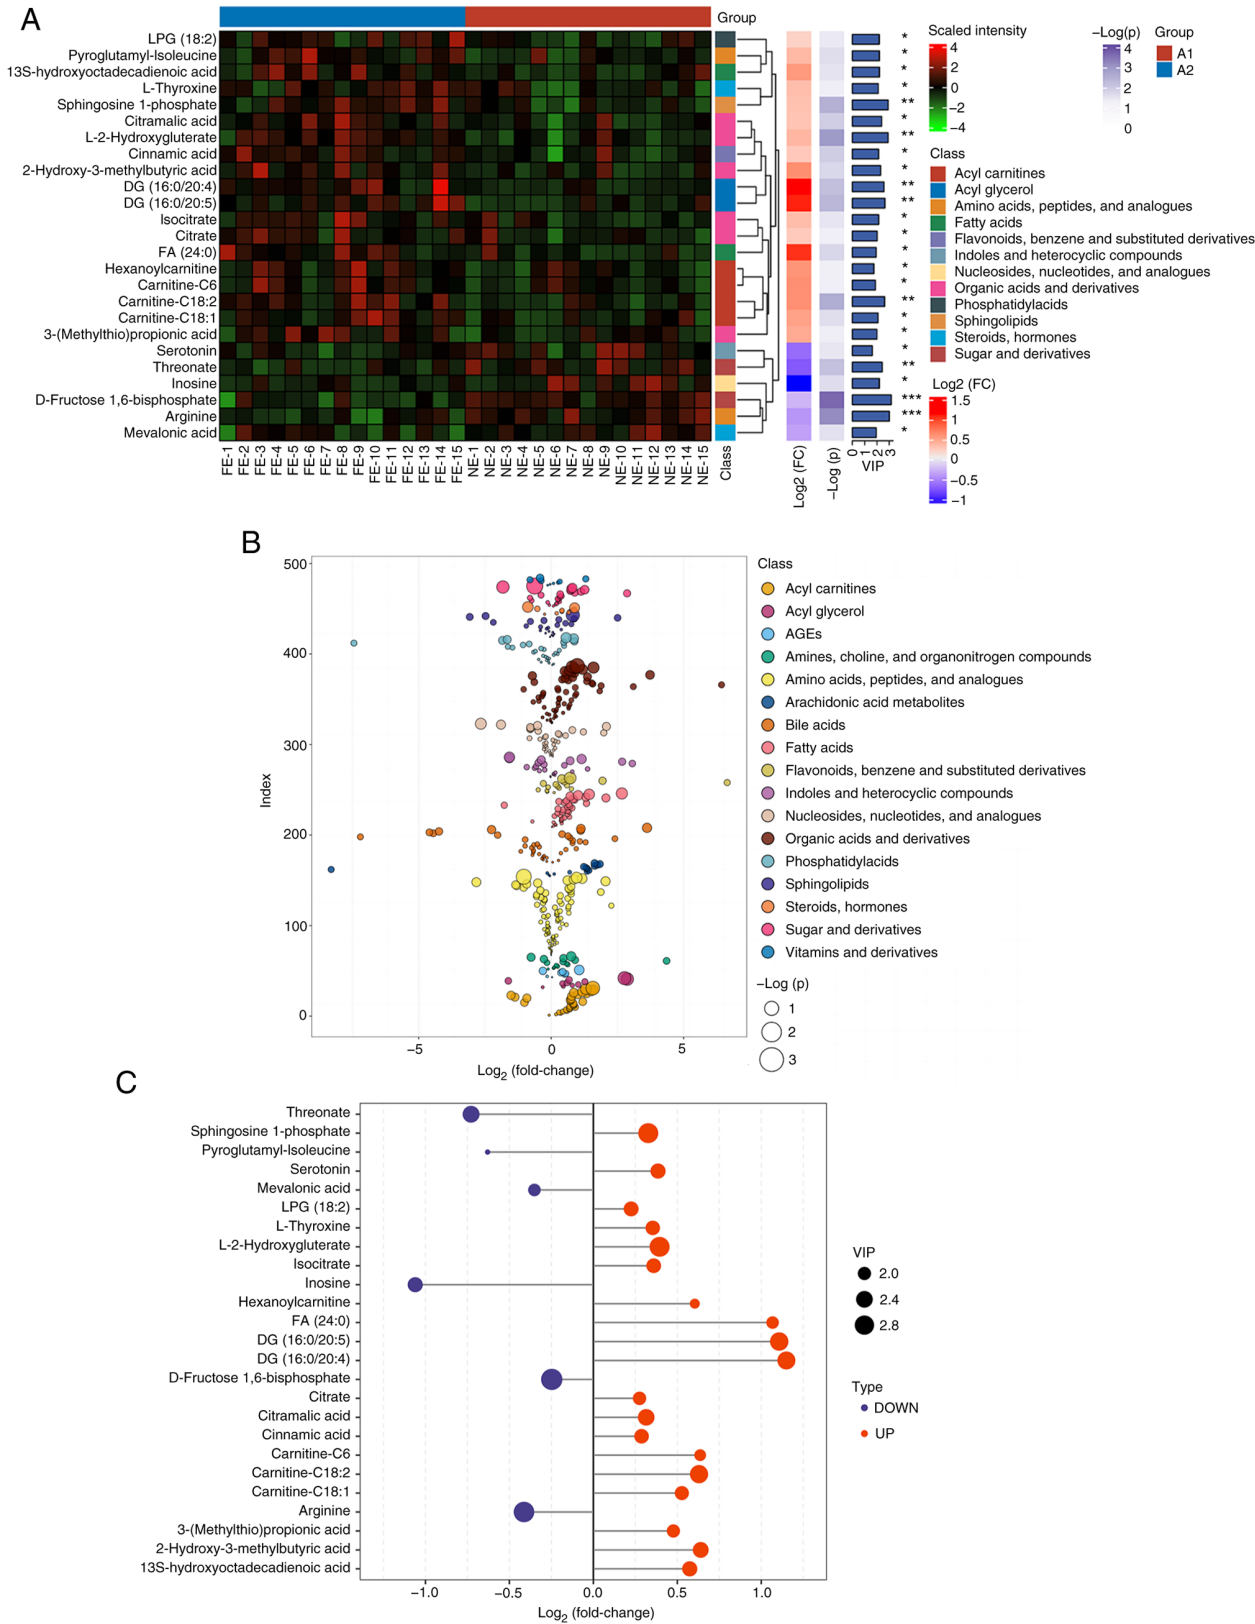 A
Group
LPG (18:2)
Pyroglutamyl-Isoleucine
13S-hydroxyoctadecadienoic acid
L-Thyroxine
Sphingosine 1-phosphate
Citramalic acid
L-2-Hydroxygluterate
Cinnamic acid
2-Hydroxy-3-methylbutyric acid
DG (16:0/20:4)
DG (16:0/20:5)
Isocitrate
Citrate
FA (24:0)
Hexanoylcarnitine
Carnitine-C6
Carnitine-C18:2
Carnitine-C18:1
3-(Methylthio)propionic acid
Serotonin
Threonate
Inosine
D-Fructose 1,6-bisphosphate
Arginine
Mevalonic acid
*
*
*
*
**
*
**
*
*
**
**
*
*
*
*
*
**
*
*
*
**
*
***
***
*
FE-1 FE-2 FE-3 FE-4 FE-5 FE-6 FE-7 FE-8 FE-9 FE-10 FE-11 FE-12 FE-13 FE-14 FE-15 NE-1 NE-2 NE-3 NE-4 NE-5 NE-6 NE-7 NE-8 NE-9 NE-10 NE-11 NE-12 NE-13 NE-14 NE-15 Class Log2 (FC) -Log (p)
0 1 2 3
VIP
Scaled intensity
4
2
0
−2
−4
−Log(p)
4
3
2
1
0
Group
A1
A2
Class
Acyl carnitines
Acyl glycerol
Amino acids, peptides, and analogues
Fatty acids
Flavonoids, benzene and substituted derivatives
Indoles and heterocyclic compounds
Nucleosides, nucleotides, and analogues
Organic acids and derivatives
Phosphatidylacids
Sphingolipids
Steroids, hormones
Sugar and derivatives
Log2 (FC)
1.5
1
0.5
0
−0.5
−1
B
500
400
300
200
100
0
Index
−5 0 5
Log2 (fold-change)
Class
Acyl carnitines
Acyl glycerol
AGEs
Amines, choline, and organonitrogen compounds
Amino acids, peptides, and analogues
Arachidonic acid metabolites
Bile acids
Fatty acids
Flavonoids, benzene and substituted derivatives
Indoles and heterocyclic compounds
Nucleosides, nucleotides, and analogues
Organic acids and derivatives
Phosphatidylacids
Sphingolipids
Steroids, hormones
Sugar and derivatives
Vitamins and derivatives
−Log (p)
1
2
3
C
Threonate
Sphingosine 1-phosphate
Pyroglutamyl-Isoleucine
Serotonin
Mevalonic acid
LPG (18:2)
L-Thyroxine
L-2-Hydroxygluterate
Isocitrate
Inosine
Hexanoylcarnitine
FA (24:0)
DG (16:0/20:5)
DG (16:0/20:4)
D-Fructose 1,6-bisphosphate
Citrate
Citramalic acid
Cinnamic acid
Carnitine-C6
Carnitine-C18:2
Carnitine-C18:1
Arginine
3-(Methylthio)propionic acid
2-Hydroxy-3-methylbutyric acid
13S-hydroxyoctadecadienoic acid
−1.0 −0.5 0.0 0.5 1.0
Log2 (fold-change)
VIP
2.0
2.4
2.8
Type
DOWN
UP